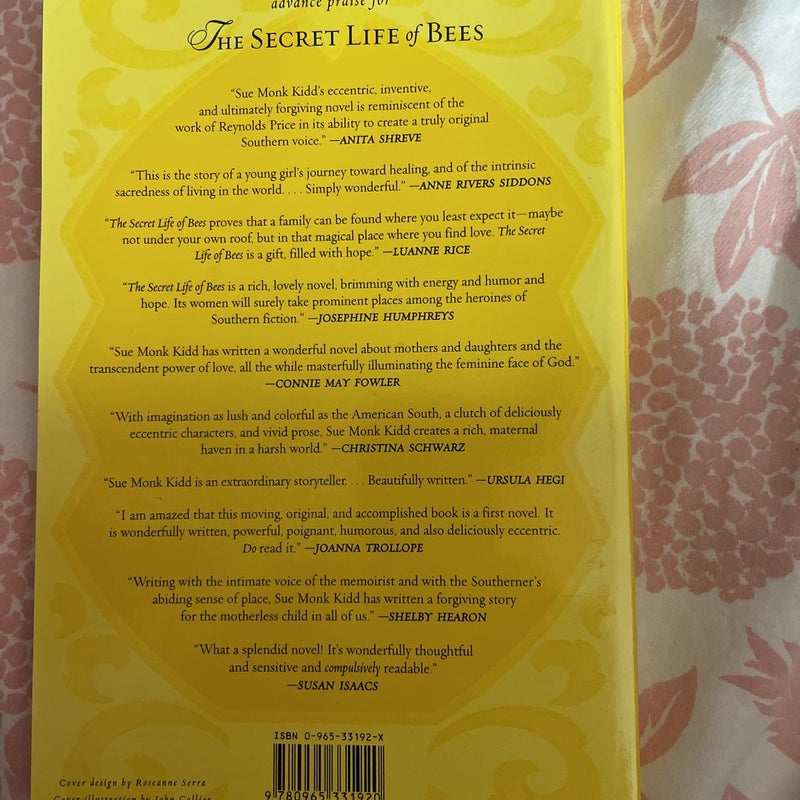 advance praise for
THE SECRET LIFE of BEES
“Sue Monk Kidd’s eccentric, inventive,
and ultimately forgiving novel is reminiscent of the
work of Reynolds Price in its ability to create a truly original
Southern voice.” —ANITA SHREVE
“This is the story of a young girl’s journey toward healing, and of the intrinsic
sacredness of living in the world. . . . Simply wonderful.” —ANNE RIVERS SIDDONS
“The Secret Life of Bees proves that a family can be found where you least expect it—maybe
not under your own roof, but in that magical place where you find love. The Secret
Life of Bees is a gift, filled with hope.” —LUANNE RICE
“The Secret Life of Bees is a rich, lovely novel, brimming with energy and humor and
hope. Its women will surely take prominent places among the heroines of
Southern fiction.” —JOSEPHINE HUMPHREYS
“Sue Monk Kidd has written a wonderful novel about mothers and daughters and the
transcendent power of love, all the while masterfully illuminating the feminine face of God.”
—CONNIE MAY FOWLER
“With imagination as lush and colorful as the American South, a clutch of deliciously
eccentric characters, and vivid prose, Sue Monk Kidd creates a rich, maternal
haven in a harsh world.” —CHRISTINA SCHWARZ
“Sue Monk Kidd is an extraordinary storyteller. . . . Beautifully written.” —URSULA HEGI
“I am amazed that this moving, original, and accomplished book is a first novel. It
is wonderfully written, powerful, poignant, humorous, and also deliciously eccentric.
Do read it.” —JOANNA TROLLOPE
“Writing with the intimate voice of the memoirist and with the Southerner’s
abiding sense of place, Sue Monk Kidd has written a forgiving story
for the motherless child in all of us.” —SHELBY HEARON
“What a splendid novel! It’s wonderfully thoughtful
and sensitive and compulsively readable.”
—SUSAN ISAACS
ISBN 0-965-33192-X
9 780965 331920
Cover design by Roseanne Serra
Cover illustration by John Collier